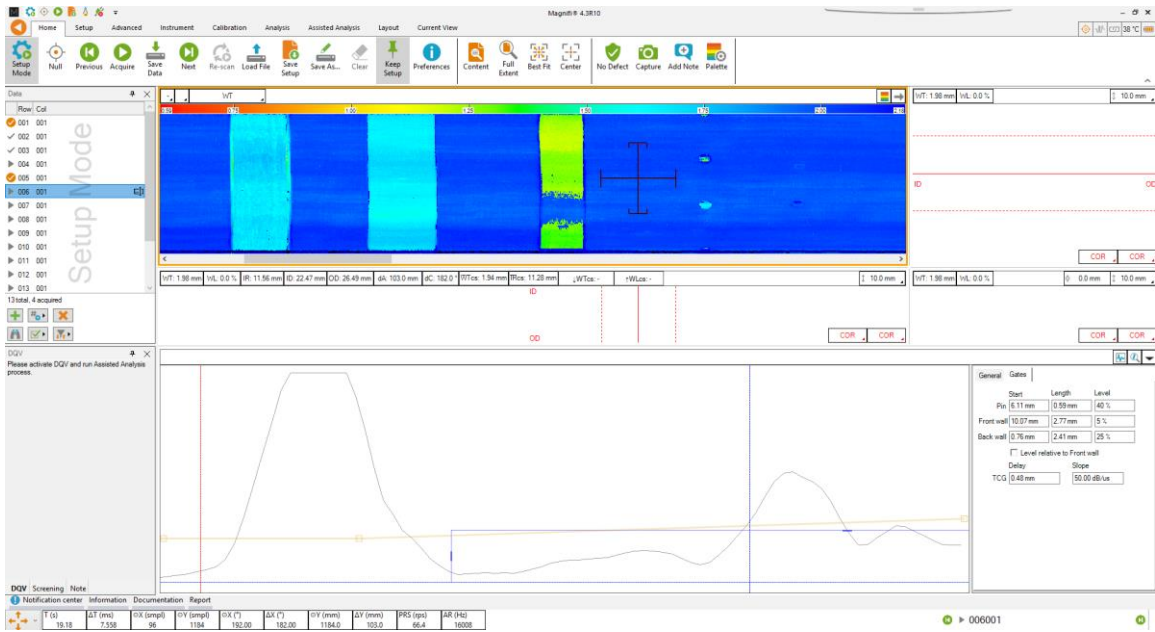 Magnifi® 4.3R10
Home Setup Advanced Instrument Calibration Analysis Assisted Analysis Layout Current View
38 °C
Setup Mode Null Previous Acquire Save Data Next Re-scan Load File Save Setup Save As... Clear Keep Setup Preferences Content Full Extent Best Fit Center No Defect Capture Add Note Palette
Data
Row Col
001 001
002 001
003 001
004 001
005 001
006 001
007 001
008 001
009 001
010 001
011 001
012 001
013 001
Setup Mode
13 total, 4 acquired
WT
0.75 1.00 1.25 1.50 1.75 2.00
WT: 1.98 mm WL: 0.0 % 10.0 mm
ID OD
COR COR
WT: 1.98 mm WL: 0.0 % IR: 11.56 mm ID: 22.47 mm OD: 26.49 mm dA: 103.0 mm dC: 182.0 ° WTcs: 1.94 mm IRcs: 11.28 mm WTcs: - WLcs: - 10.0 mm
ID
OD
COR COR
WT: 1.98 mm WL: 0.0 % 0.0 mm 10.0 mm
COR COR
DQV
Please activate DQV and run Assisted Analysis process.
General Gates
Start Length Level
Pin 6.11 mm 0.59 mm 40 %
Front wall 10.07 mm 2.77 mm 5 %
Back wall 0.76 mm 2.41 mm 25 %
Level relative to Front wall
Delay Slope
TCG 0.48 mm 50.00 dB/us
DQV Screening Note
Notification center Information Documentation Report
T (s) ΔT (ms) X (smpl) Y (smpl) X (°) ΔX (°) Y (mm) ΔY (mm) PRS (rps) AR (Hz)
19.18 7.558 96 1184 192.00 182.00 1184.0 103.0 66.4 16008
006001